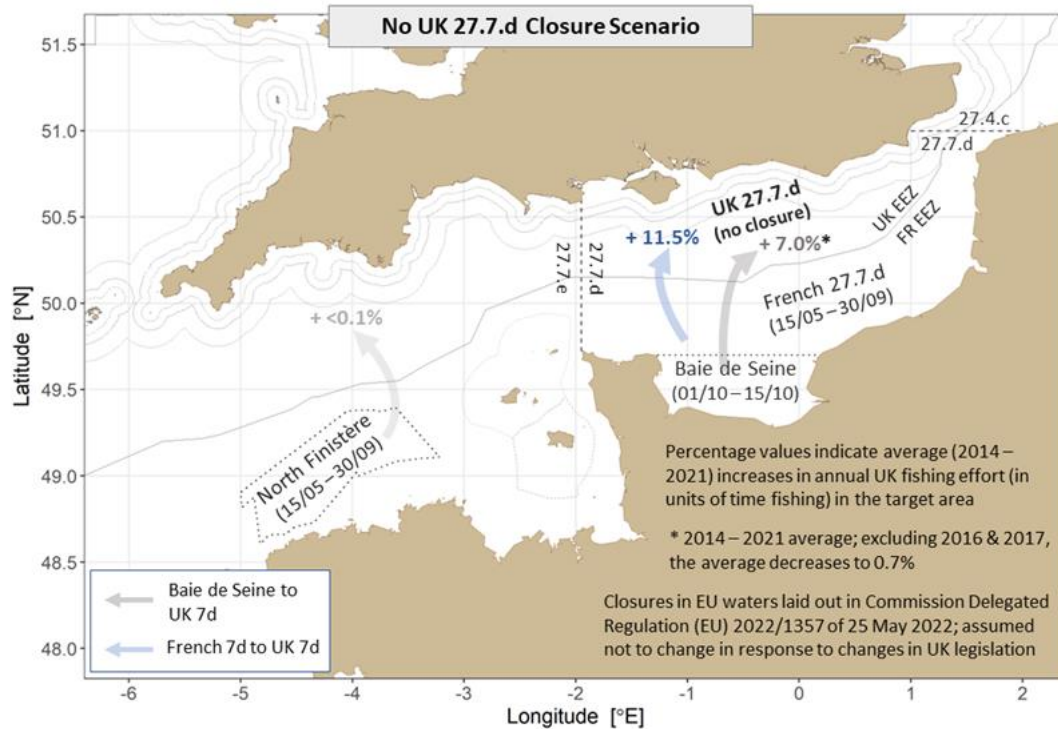 No UK 27.7.d Closure Scenario
51.5
51.0
50.5
50.0
49.5
49.0
48.5
48.0
Latitude [°N]
27.4.c
27.7.d
UK 27.7.d
(no closure)
UK EEZ
FR EEZ
+ 11.5%
+ 7.0%*
27.7.e
27.7.d
French 27.7.d
(15/05–30/09)
+ <0.1%
Baie de Seine
(01/10–15/10)
North Finistère
(15/05–30/09)
Percentage values indicate average (2014 –
2021) increases in annual UK fishing effort (in
units of time fishing) in the target area
* 2014 – 2021 average; excluding 2016 & 2017,
the average decreases to 0.7%
Closures in EU waters laid out in Commission Delegated
Regulation (EU) 2022/1357 of 25 May 2022; assumed
not to change in response to changes in UK legislation
Baie de Seine to
UK 7d
French 7d to UK 7d
-6 -5 -4 -3 -2 -1 0 1 2
Longitude [°E]